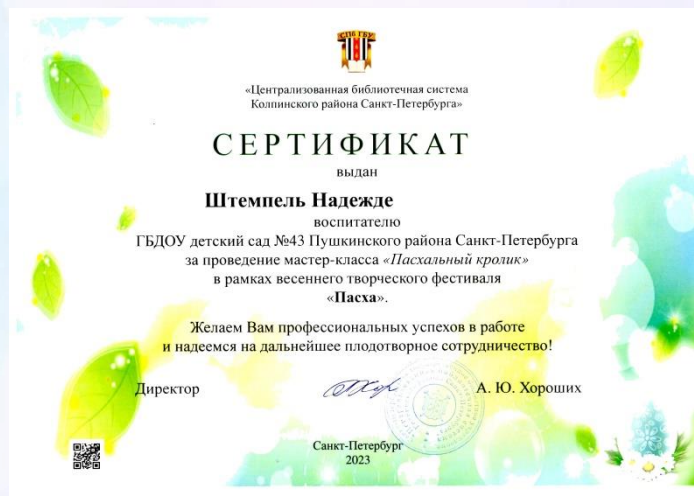 СПб ГБУ
«Централизованная библиотечная система
Колпинского района Санкт-Петербурга»
СЕРТИФИКАТ
выдан
Штемпель Надежде
воспитателю
ГБДОУ детский сад №43 Пушкинского района Санкт-Петербурга
за проведение мастер-класса «Пасхальный кролик»
в рамках весеннего творческого фестиваля
«Пасха».
Желаем Вам профессиональных успехов в работе
и надеемся на дальнейшее плодотворное сотрудничество!
Директор
А. Ю. Хороших
Санкт-Петербург
2023